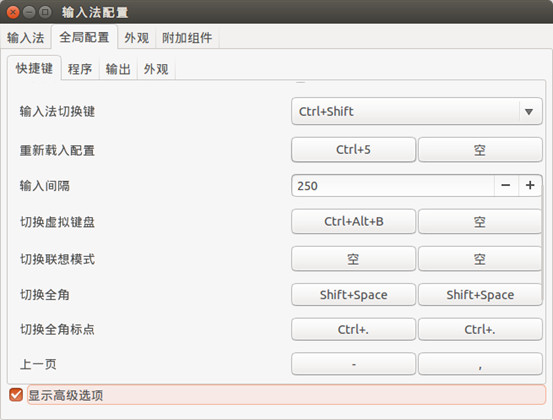 输入法配置
输入法 全局配置 外观 附加组件
快捷键 程序 输出 外观
输入法切换键 Ctrl+Shift
重新载入配置 Ctrl+5 空
输入间隔 250
切换虚拟键盘 Ctrl+Alt+B 空
切换联想模式 空 空
切换全角 Shift+Space Shift+Space
切换全角标点 Ctrl+. Ctrl+.
上一页 - ,
显示高级选项